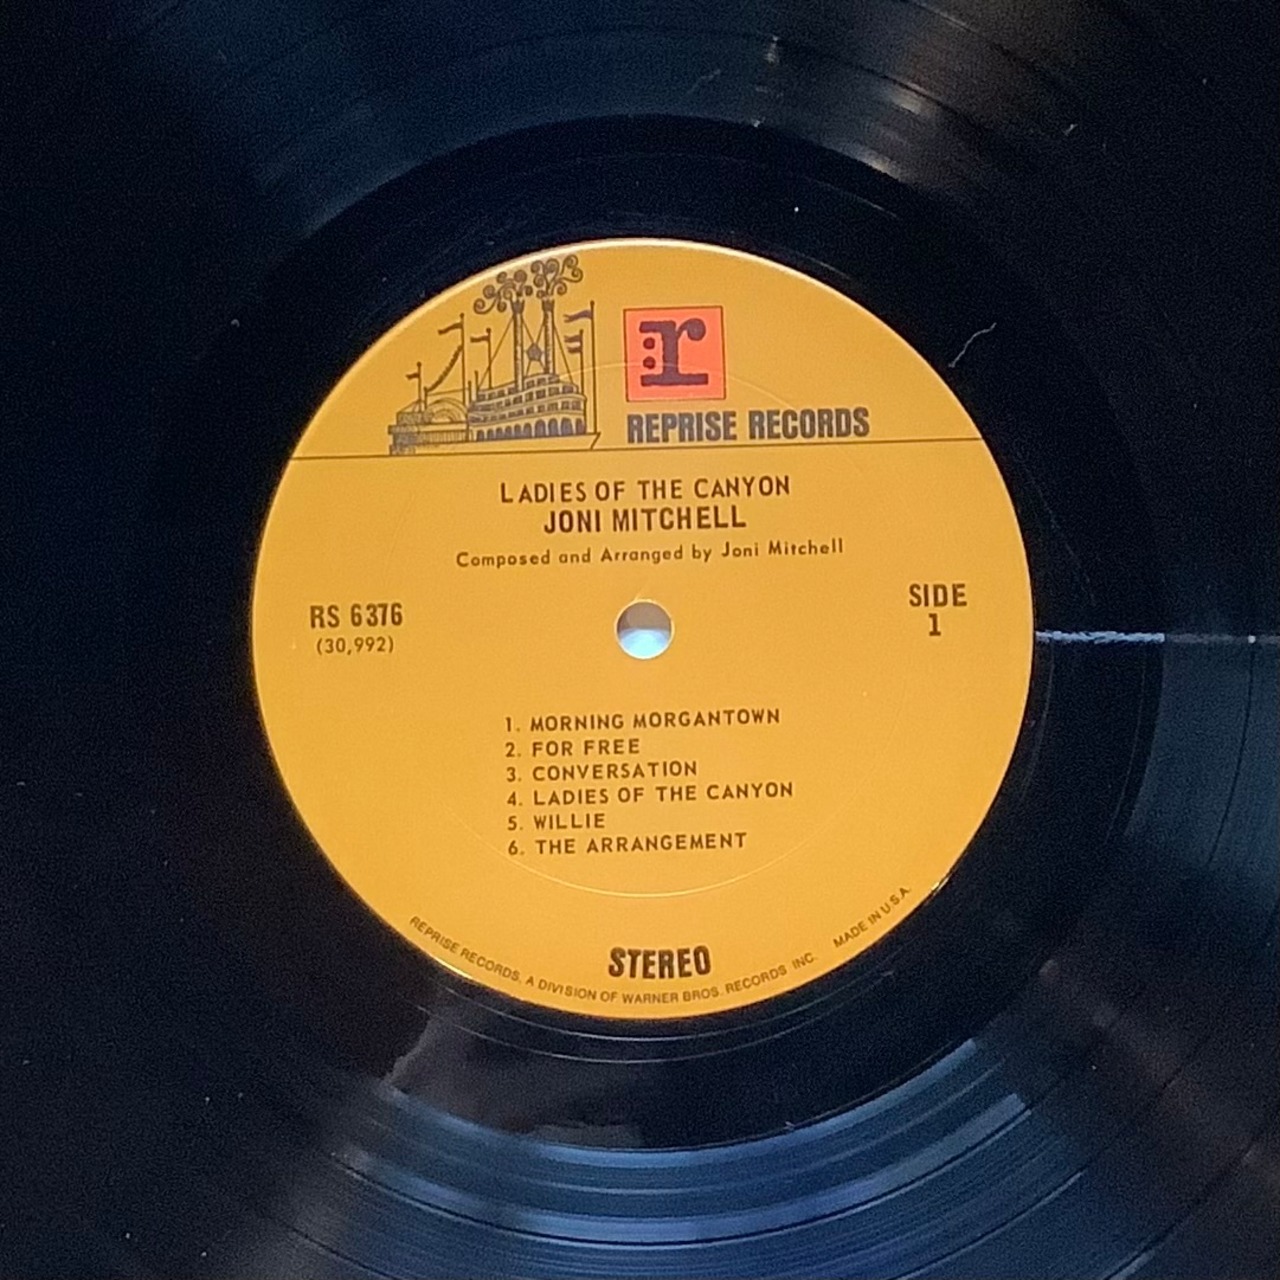 r
REPRISE RECORDS
LADIES OF THE CANYON
JONI MITCHELL
Composed and Arranged by Joni Mitchell
RS 6376
(30,992)
SIDE
1
1. MORNING MORGANTOWN
2. FOR FREE
3. CONVERSATION
4. LADIES OF THE CANYON
5. WILLIE
6. THE ARRANGEMENT
STEREO
REPRISE RECORDS, A DIVISION OF WARNER BROS. RECORDS INC. MADE IN U.S.A.